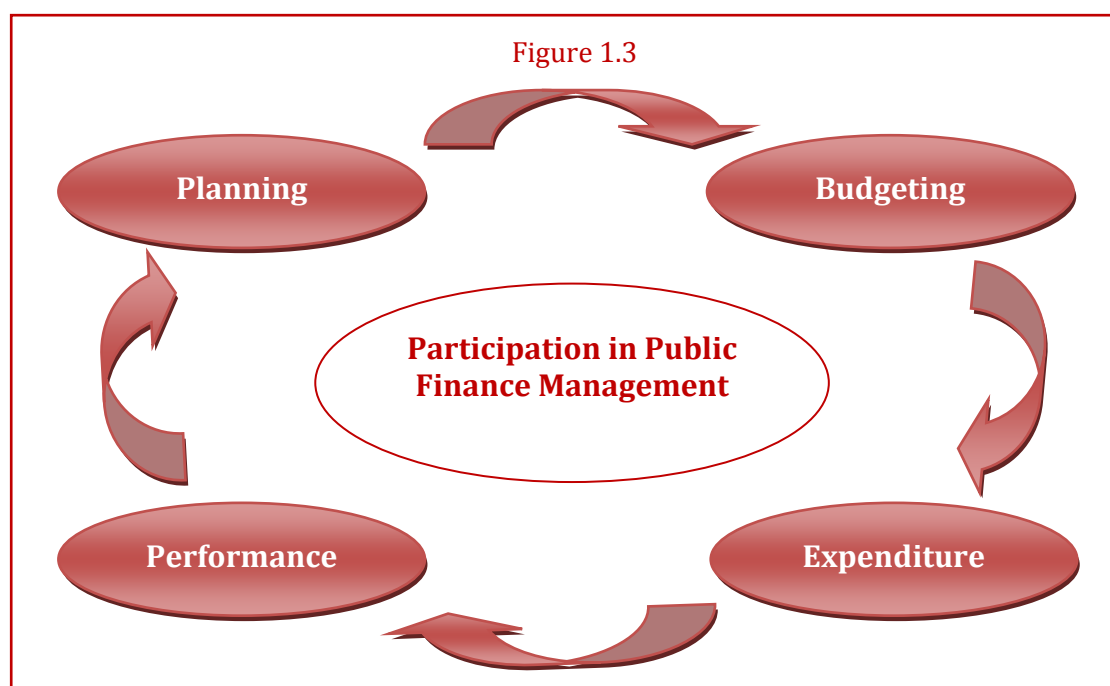 Figure 1.3
Planning
Budgeting
Participation in Public
Finance Management
Performance
Expenditure